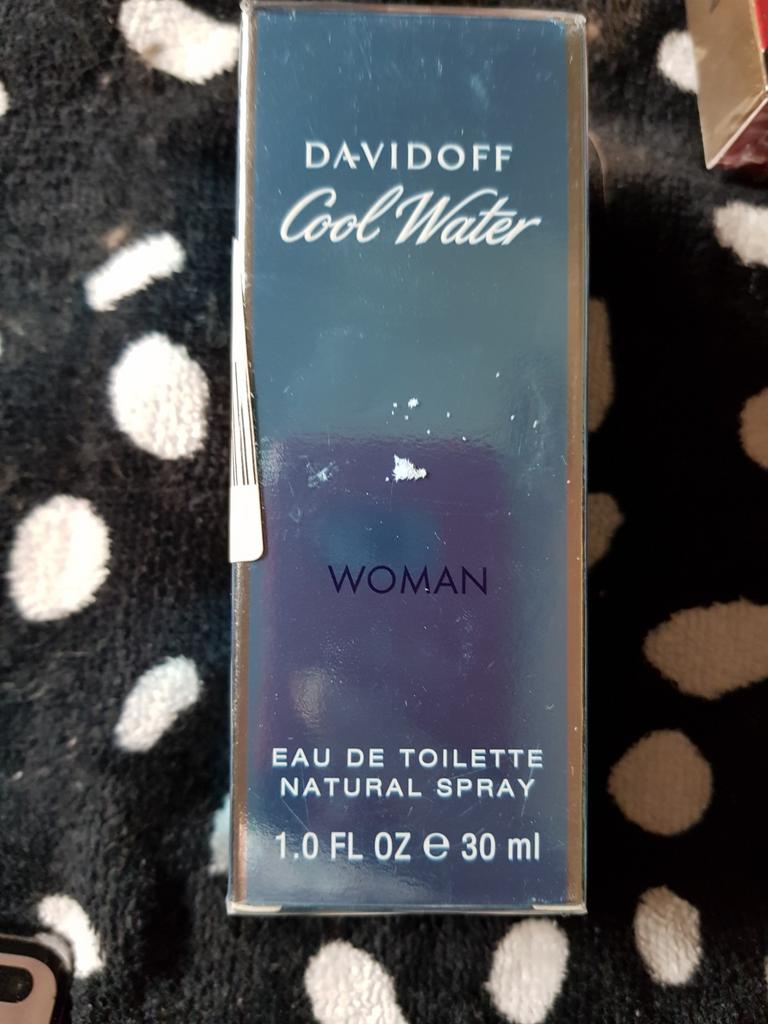 DAVIDOFF
Cool Water
WOMAN
EAU DE TOILETTE
NATURAL SPRAY
1.0 FL OZ ℮ 30 ml